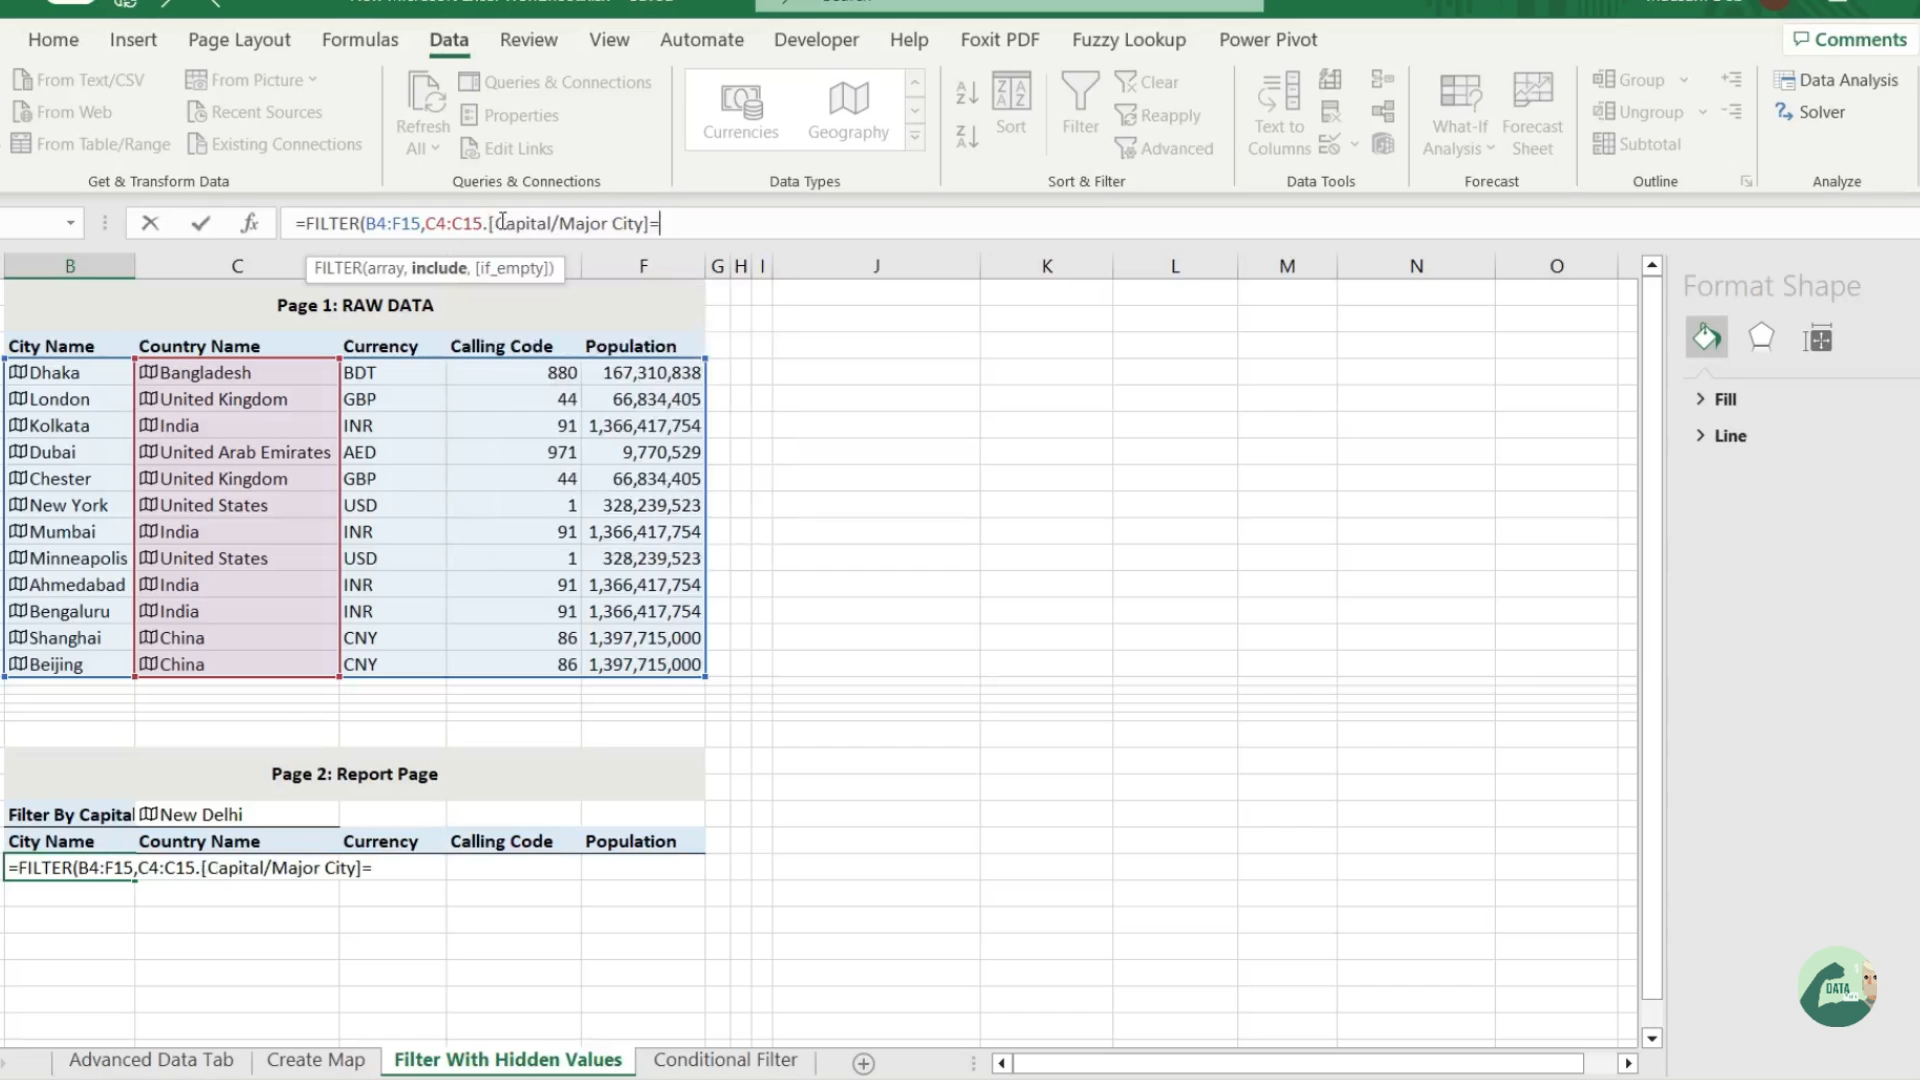 Home Insert Page Layout Formulas Data Review View Automate Developer Help Foxit PDF Fuzzy Lookup Power Pivot Comments
From Text/CSV From Picture Queries & Connections Clear Group Data Analysis
From Web Recent Sources Properties Reapply Ungroup Solver
From Table/Range Existing Connections Edit Links Advanced Subtotal
Refresh All Currencies Geography Sort Filter Text to Columns What-If Analysis Forecast Sheet
Get & Transform Data Queries & Connections Data Types Sort & Filter Data Tools Forecast Outline Analyze
fx =FILTER(B4:F15,C4:C15.[Capital/Major City]=
FILTER(array, include, [if_empty])
B C F G H I J K L M N O
Format Shape
Fill
Line
Page 1: RAW DATA
City Name Country Name Currency Calling Code Population
Dhaka Bangladesh BDT 880 167,310,838
London United Kingdom GBP 44 66,834,405
Kolkata India INR 91 1,366,417,754
Dubai United Arab Emirates AED 971 9,770,529
Chester United Kingdom GBP 44 66,834,405
New York United States USD 1 328,239,523
Mumbai India INR 91 1,366,417,754
Minneapolis United States USD 1 328,239,523
Ahmedabad India INR 91 1,366,417,754
Bengaluru India INR 91 1,366,417,754
Shanghai China CNY 86 1,397,715,000
Beijing China CNY 86 1,397,715,000
Page 2: Report Page
Filter By Capital New Delhi
City Name Country Name Currency Calling Code Population
=FILTER(B4:F15,C4:C15.[Capital/Major City]=
DATA
Advanced Data Tab Create Map Filter With Hidden Values Conditional Filter